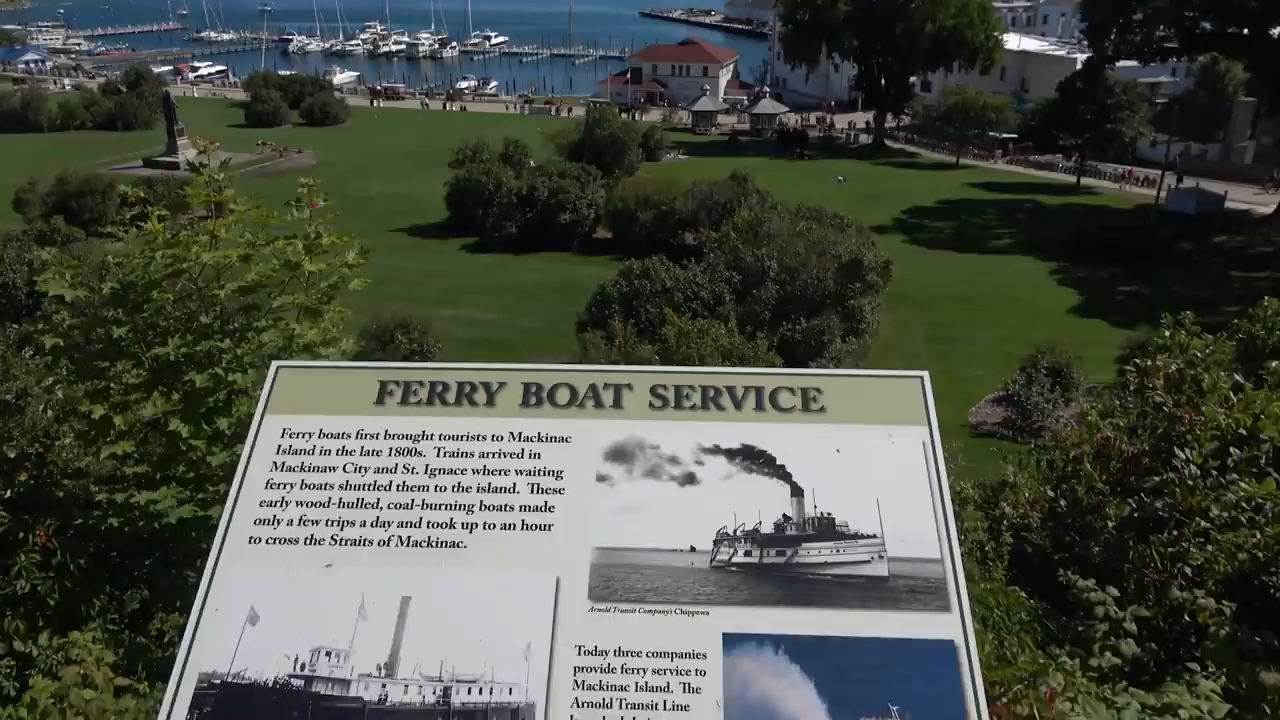 FERRY BOAT SERVICE
Ferry boats first brought tourists to Mackinac
Island in the late 1800s. Trains arrived in
Mackinaw City and St. Ignace where waiting
ferry boats shuttled them to the island. These
early wood-hulled, coal-burning boats made
only a few trips a day and took up to an hour
to cross the Straits of Mackinac.
Arnold Transit Company's Chippewa
Today three companies
provide ferry service to
Mackinac Island. The
Arnold Transit Line